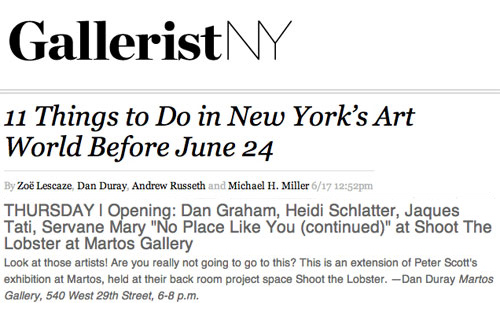 GalleristNY
11 Things to Do in New York's Art
World Before June 24
By Zoë Lescaze, Dan Duray, Andrew Russeth and Michael H. Miller 6/17 12:52pm
THURSDAY | Opening: Dan Graham, Heidi Schlatter, Jaques
Tati, Servane Mary "No Place Like You (continued)" at Shoot The
Lobster at Martos Gallery
Look at those artists! Are you really not going to go to this? This is an extension of Peter Scott's
exhibition at Martos, held at their back room project space Shoot the Lobster. —Dan Duray Martos
Gallery, 540 West 29th Street, 6-8 p.m.